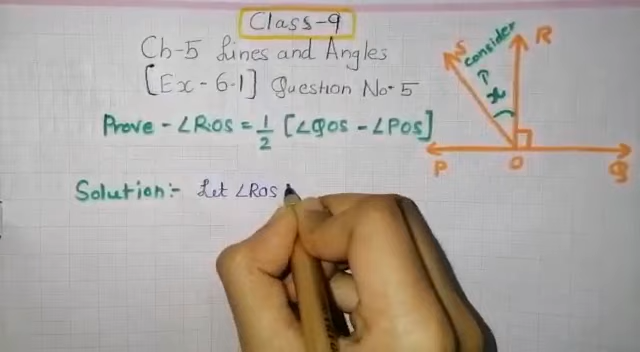 Class-9
Ch-5 Lines and Angles
[Ex-6.1] Question No. 5
Prove - ∠ROS = 1/2 [∠QOS - ∠POS]
Solution:- Let ∠ROS
S
consider
x
R
P
O
Q